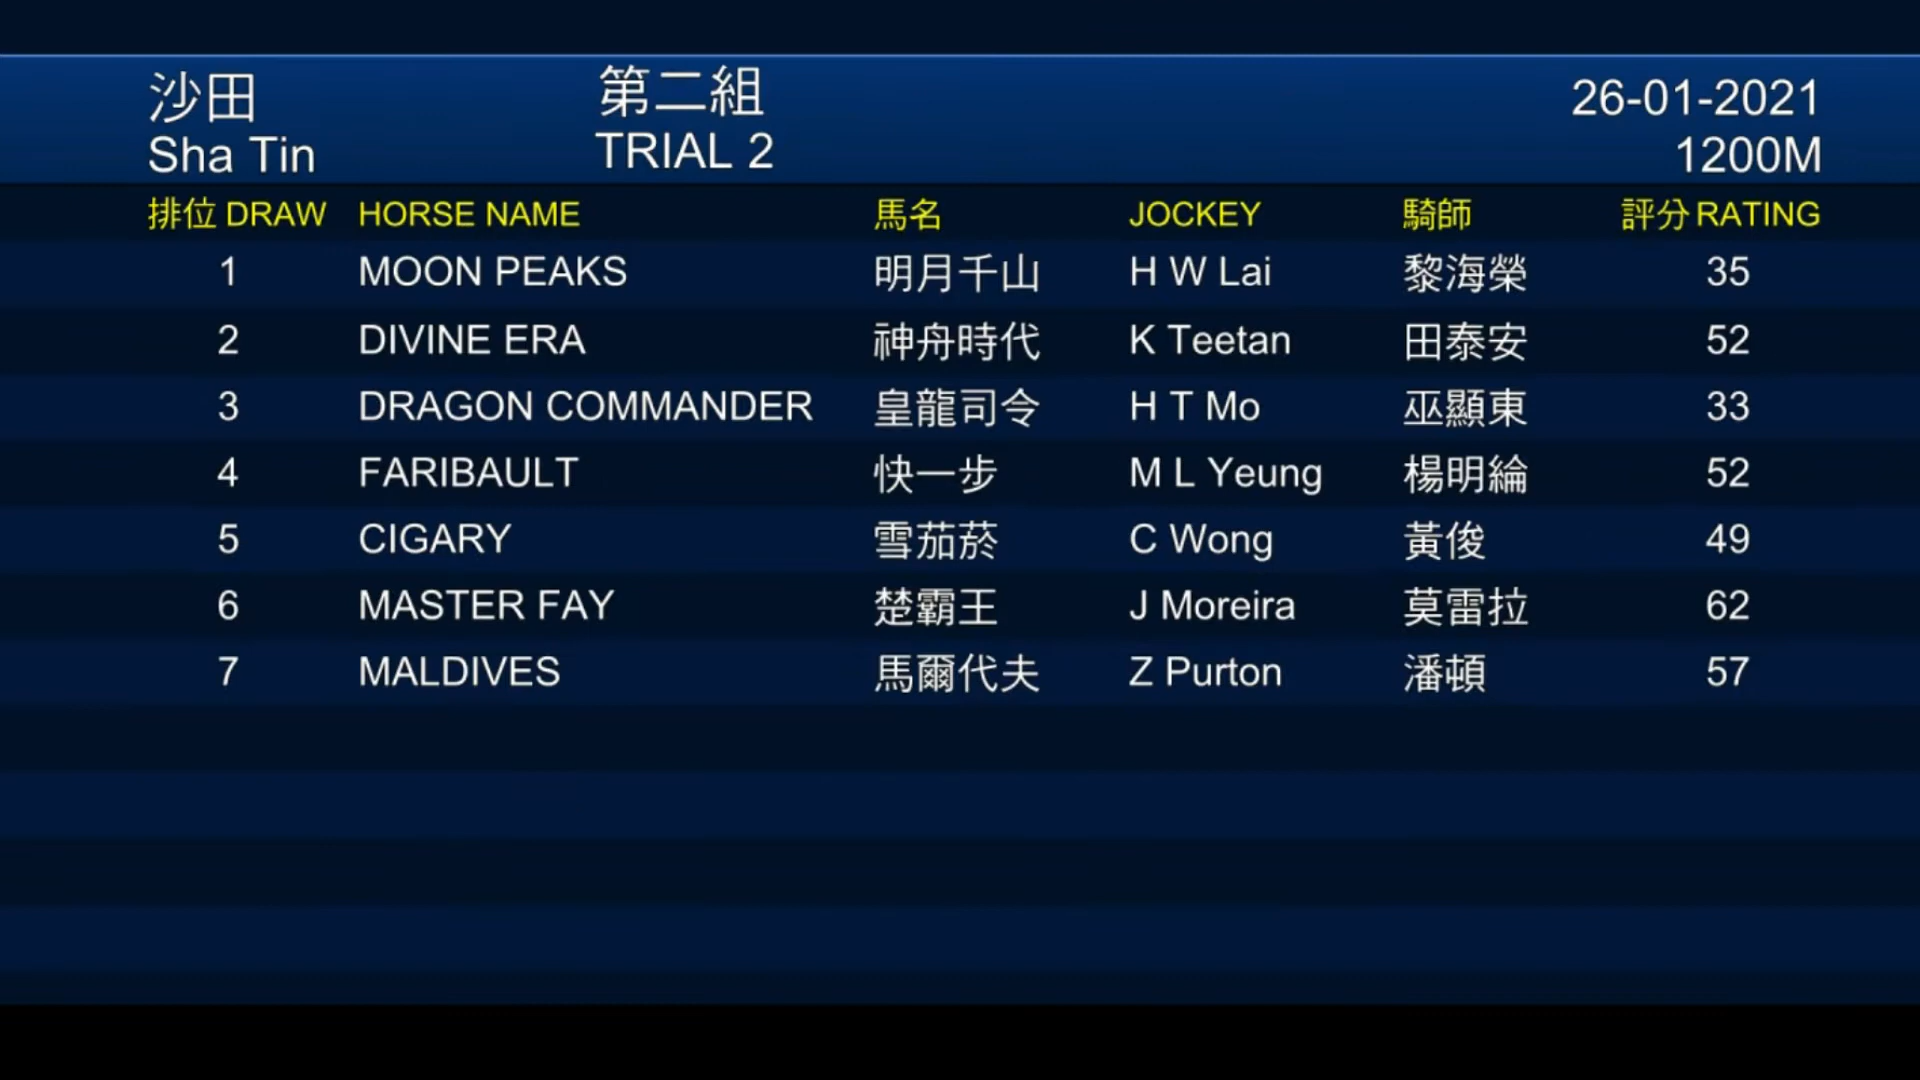 沙田 第二組 26-01-2021
Sha Tin TRIAL 2 1200M
排位 DRAW HORSE NAME 馬名 JOCKEY 騎師 評分 RATING
1 MOON PEAKS 明月千山 H W Lai 黎海榮 35
2 DIVINE ERA 神舟時代 K Teetan 田泰安 52
3 DRAGON COMMANDER 皇龍司令 H T Mo 巫顯東 33
4 FARIBAULT 快一步 M L Yeung 楊明綸 52
5 CIGARY 雪茄菸 C Wong 黃俊 49
6 MASTER FAY 楚霸王 J Moreira 莫雷拉 62
7 MALDIVES 馬爾代夫 Z Purton 潘頓 57